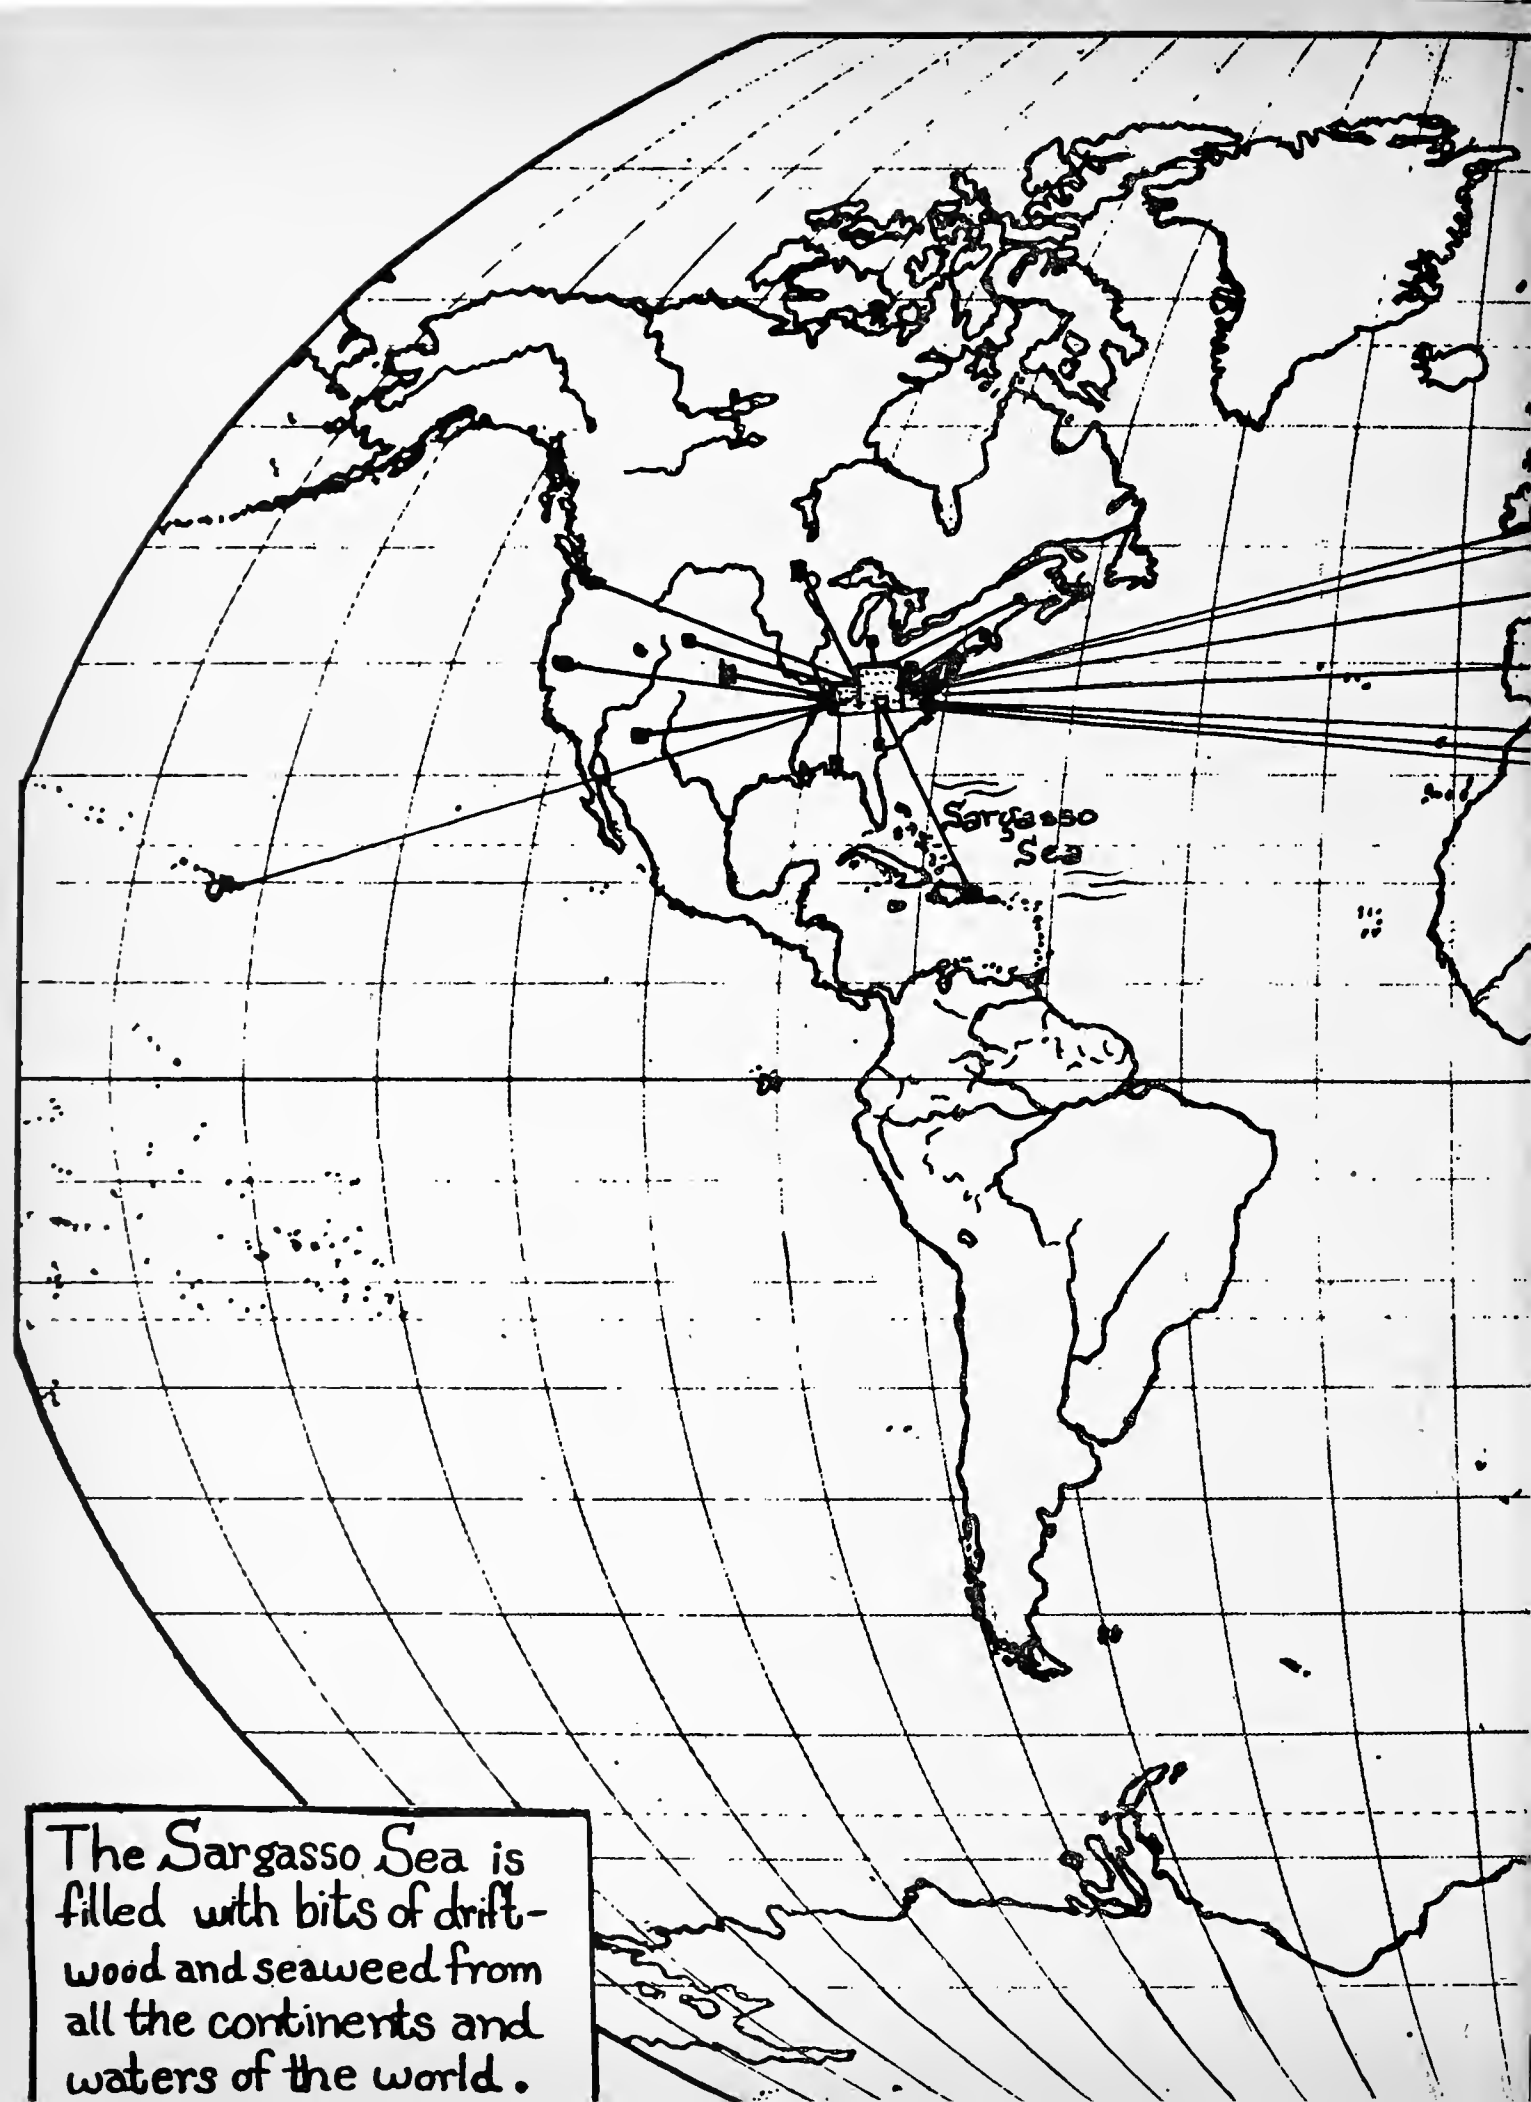 Sargasso
Sea
The Sargasso Sea is
filled with bits of drift-
wood and seaweed from
all the continents and
waters of the world.